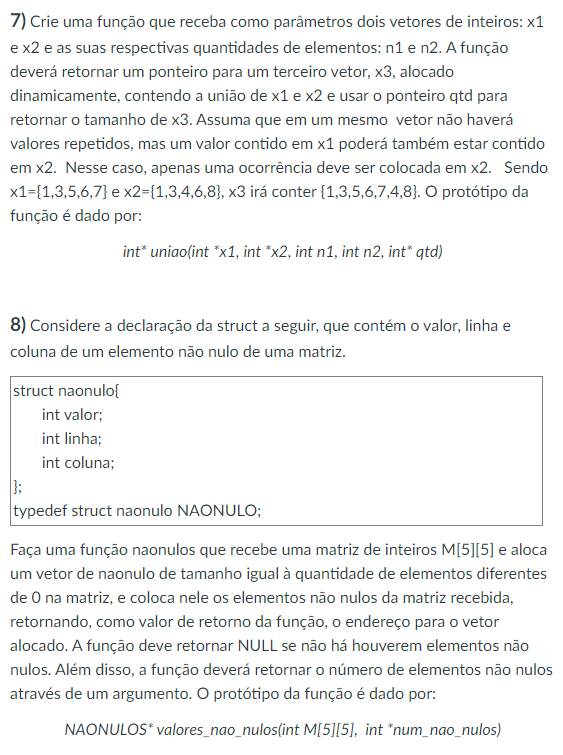 7) Crie uma função que receba como parâmetros dois vetores de inteiros: x1
e x2 e as suas respectivas quantidades de elementos: n1 e n2. A função
deverá retornar um ponteiro para um terceiro vetor, x3, alocado
dinamicamente, contendo a união de x1 e x2 e usar o ponteiro qtd para
retornar o tamanho de x3. Assuma que em um mesmo vetor não haverá
valores repetidos, mas um valor contido em x1 poderá também estar contido
em x2. Nesse caso, apenas uma ocorrência deve ser colocada em x2. Sendo
x1={1,3,5,6,7} e x2={1,3,4,6,8}, x3 irá conter {1,3,5,6,7,4,8}. O protótipo da
função é dado por:
int* uniao(int *x1, int *x2, int n1, int n2, int* qtd)
8) Considere a declaração da struct a seguir, que contém o valor, linha e
coluna de um elemento não nulo de uma matriz.
struct naonulo{
int valor;
int linha;
int coluna;
};
typedef struct naonulo NAONULO;
Faça uma função naonulos que recebe uma matriz de inteiros M[5][5] e aloca
um vetor de naonulo de tamanho igual à quantidade de elementos diferentes
de 0 na matriz, e coloca nele os elementos não nulos da matriz recebida,
retornando, como valor de retorno da função, o endereço para o vetor
alocado. A função deve retornar NULL se não há houverem elementos não
nulos. Além disso, a função deverá retornar o número de elementos não nulos
através de um argumento. O protótipo da função é dado por:
NAONULOS* valores_nao_nulos(int M[5][5], int *num_nao_nulos)